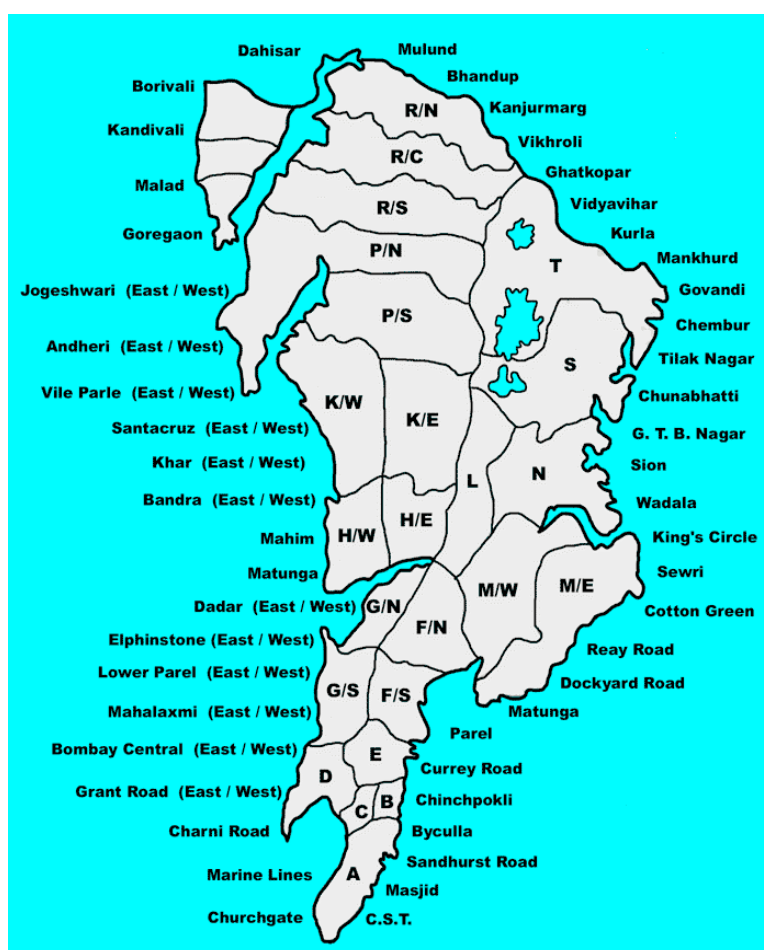 Dahisar
Mulund
Borivali
Bhandup
R/N
Kanjurmarg
Kandivali
Vikhroli
R/C
Ghatkopar
Malad
Vidyavihar
R/S
Goregaon
Kurla
P/N
T
Mankhurd
Jogeshwari (East / West)
Govandi
P/S
Chembur
Andheri (East / West)
Tilak Nagar
S
Vile Parle (East / West)
Chunabhatti
K/W
K/E
Santacruz (East / West)
G. T. B. Nagar
Khar (East / West)
Sion
L
N
Bandra (East / West)
Wadala
H/W
H/E
Mahim
King's Circle
Matunga
Sewri
M/W
M/E
Dadar (East / West)
G/N
Cotton Green
F/N
Elphinstone (East / West)
Reay Road
Lower Parel (East / West)
Dockyard Road
G/S
F/S
Mahalaxmi (East / West)
Matunga
Parel
Bombay Central (East / West)
E
Currey Road
D
Grant Road (East / West)
Chinchpokli
C
B
Charni Road
Byculla
Sandhurst Road
Marine Lines
A
Masjid
Churchgate
C.S.T.